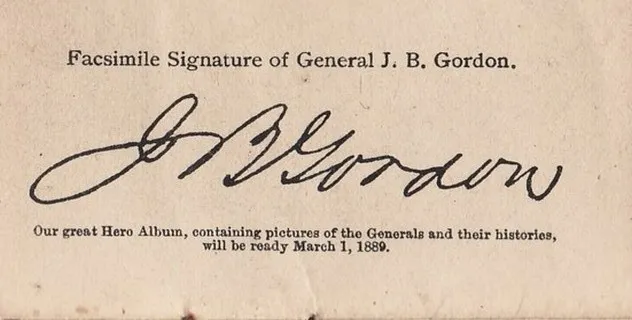 Facsimile Signature of General J. B. Gordon.
J B Gordon
Our great Hero Album, containing pictures of the Generals and their histories,
will be ready March 1, 1889.